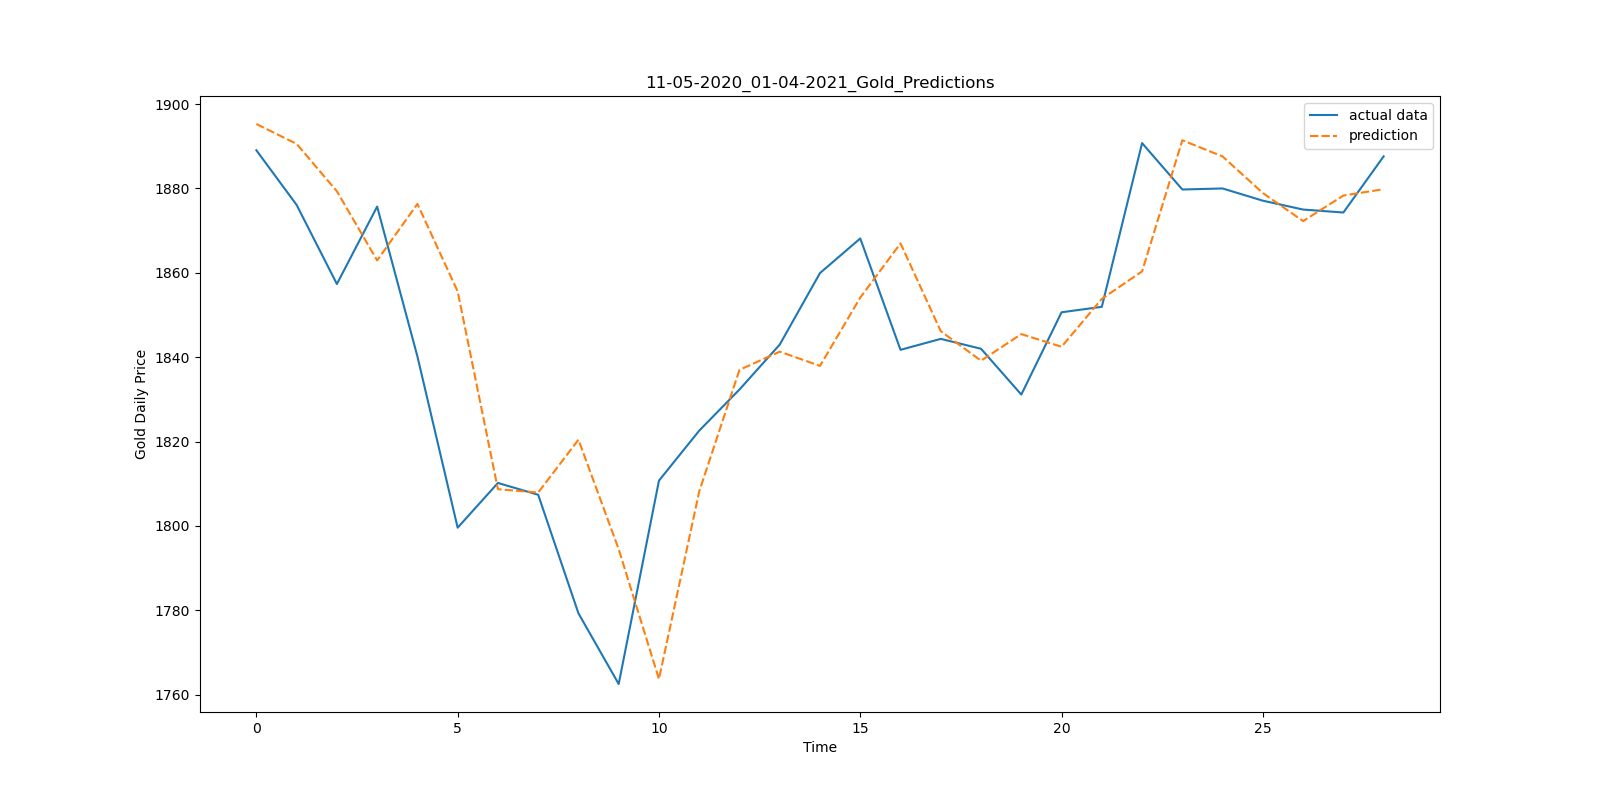 11-05-2020_01-04-2021_Gold_Predictions
1900
1880
1860
1840
1820
1800
1780
1760
Gold Daily Price
actual data
prediction
0 5 10 15 20 25
Time